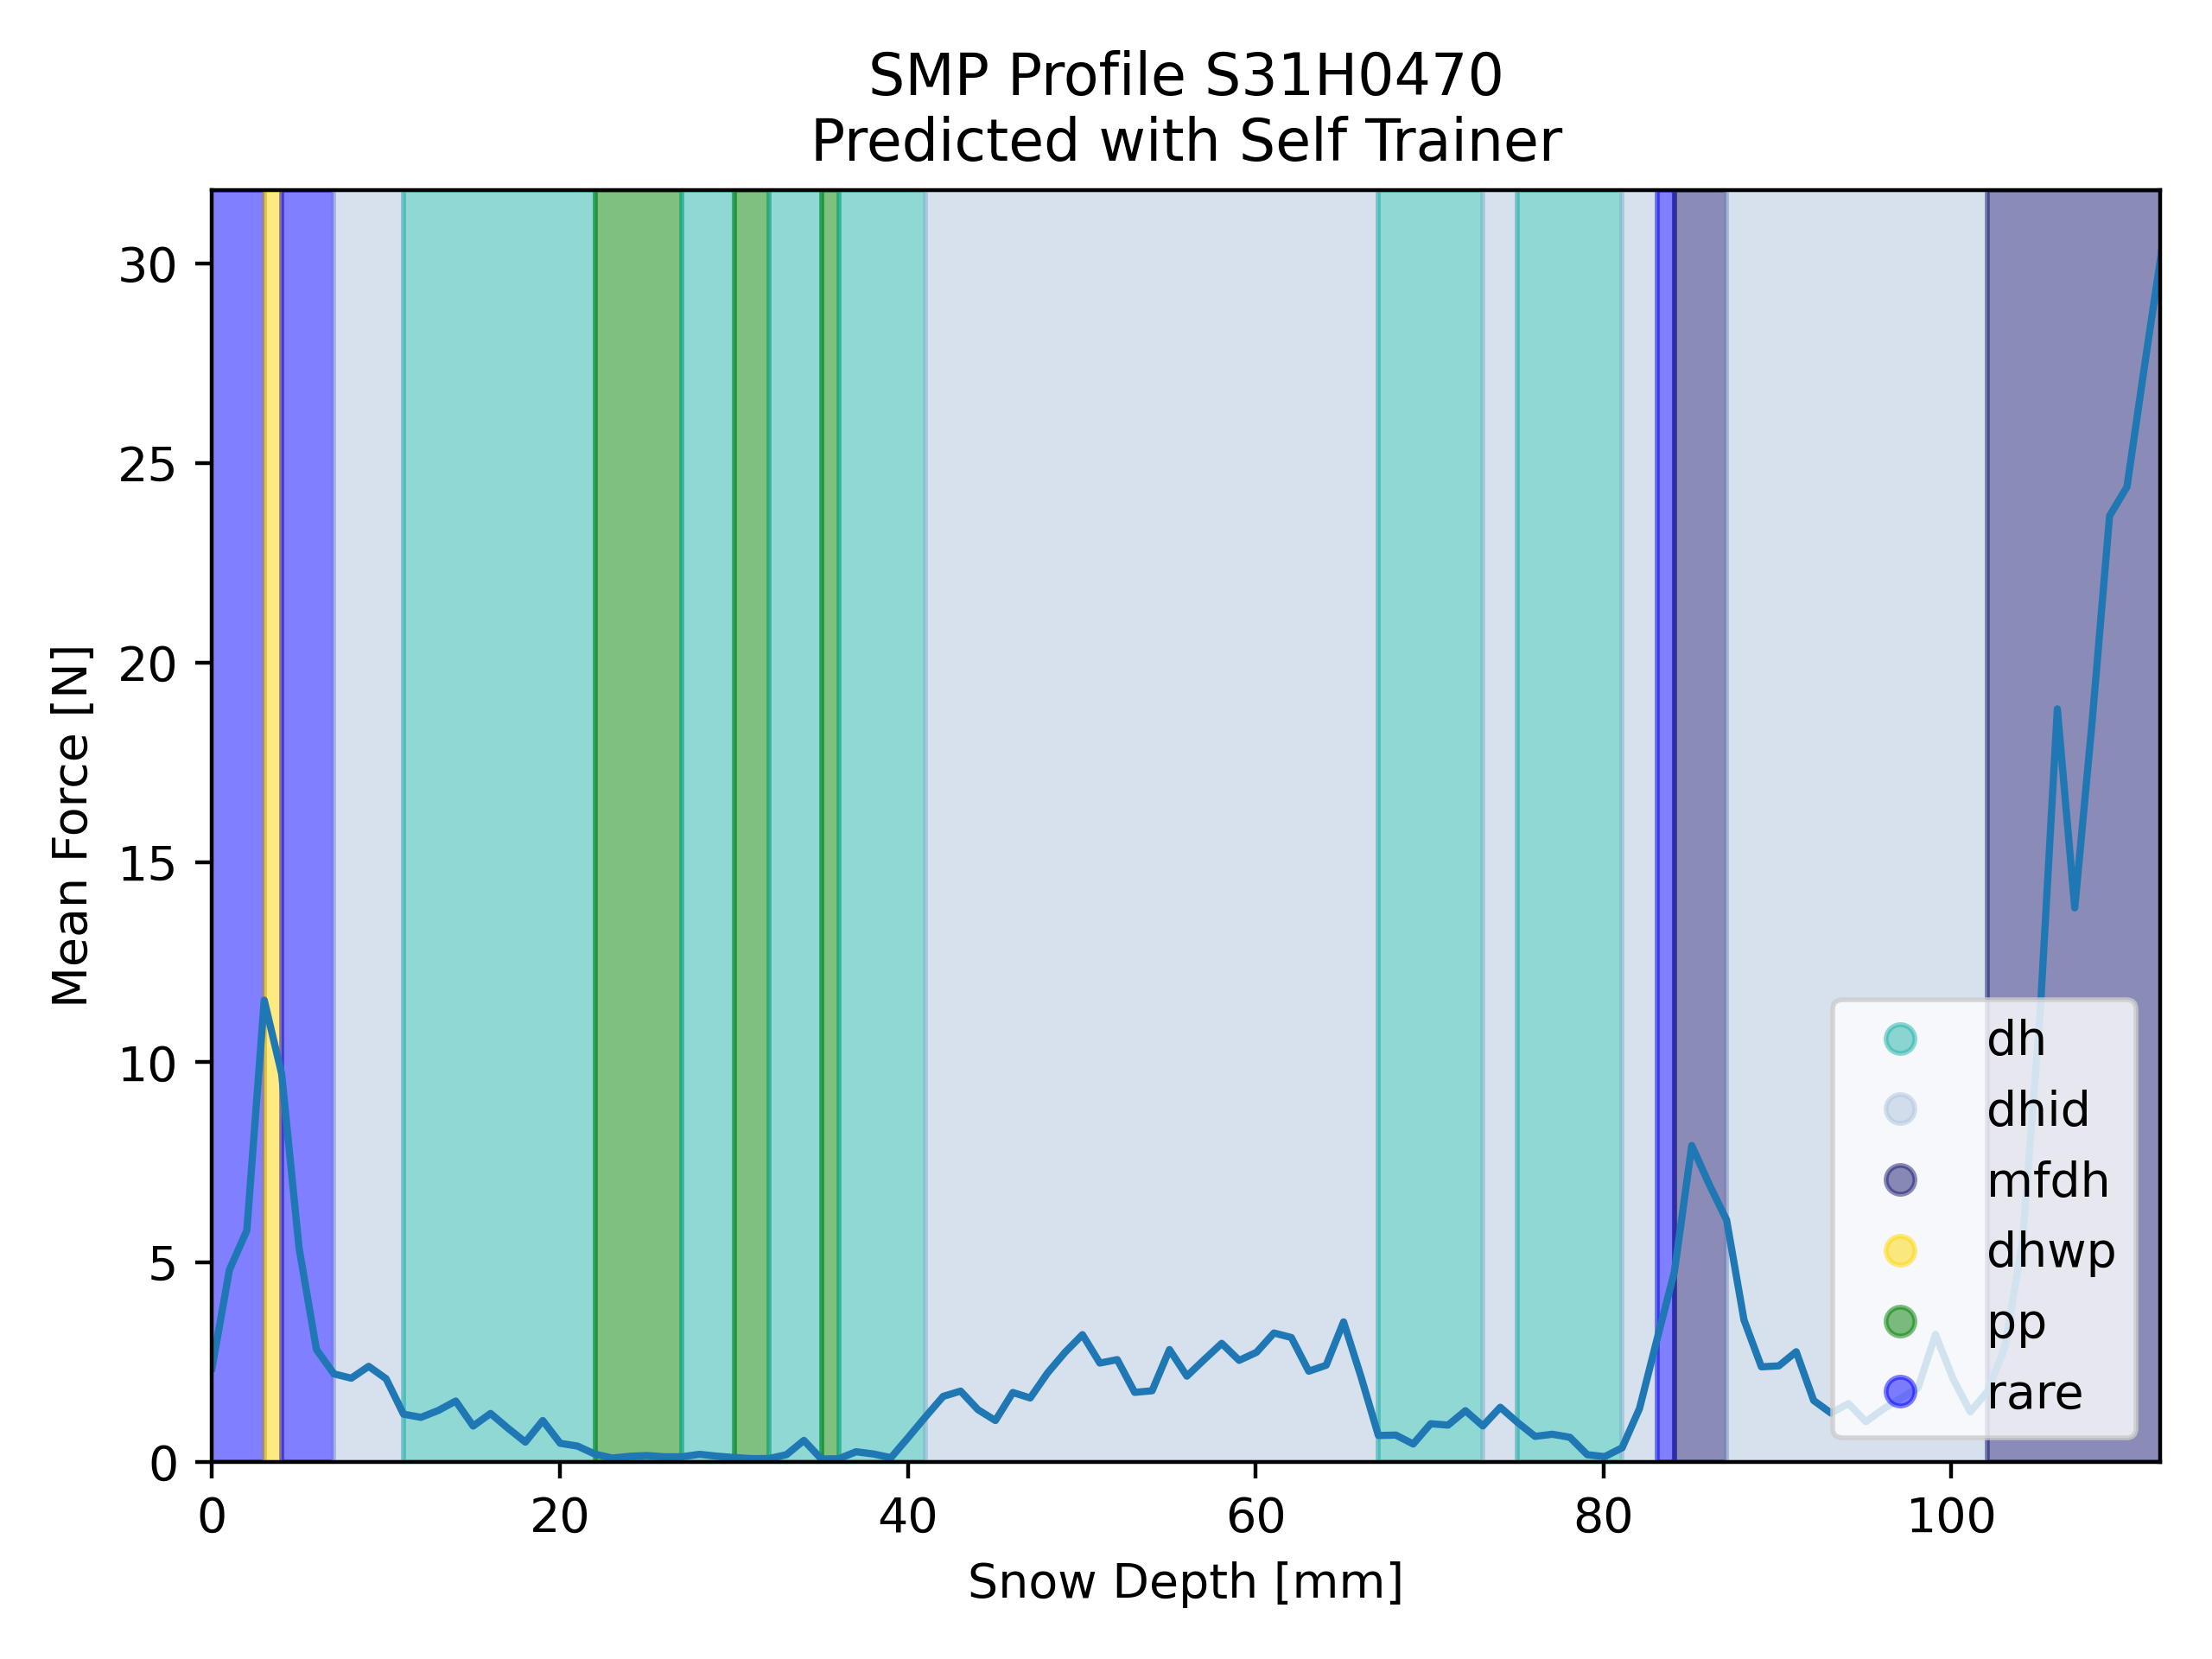 SMP Profile S31H0470
Predicted with Self Trainer
Mean Force [N]
30
25
20
15
10
5
0
dh
dhid
mfdh
dhwp
pp
rare
0 20 40 60 80 100
Snow Depth [mm]